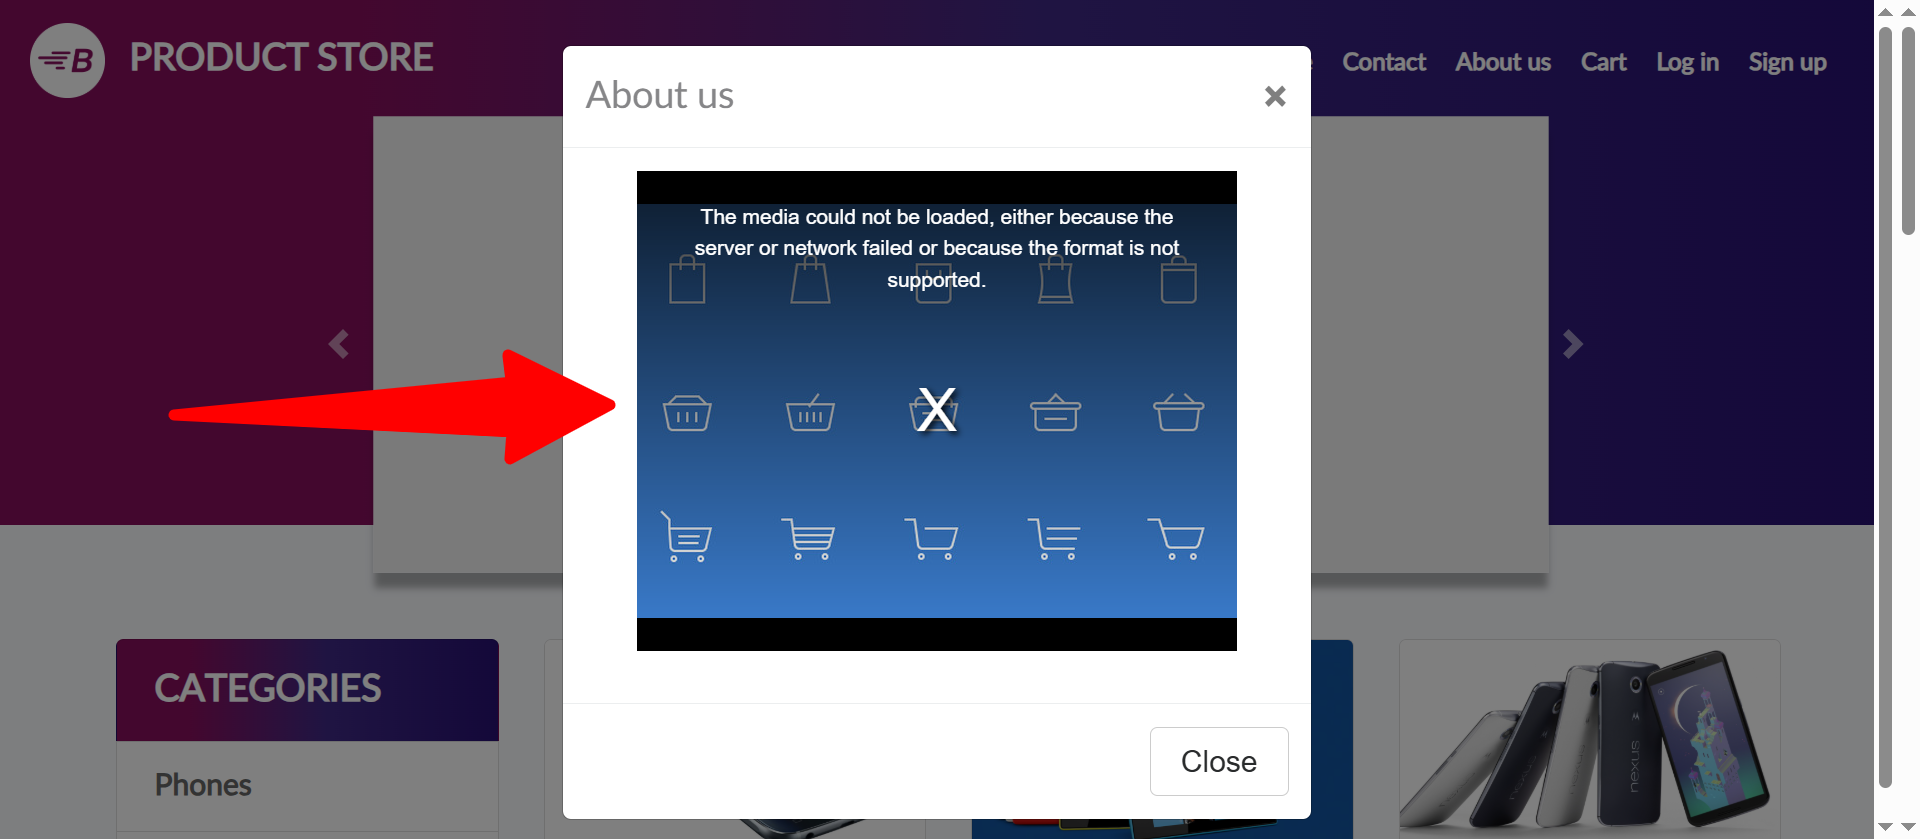 B
PRODUCT STORE
Contact
About us
Cart
Log in
Sign up
About us
×
The media could not be loaded, either because the
server or network failed or because the format is not
supported.
X
CATEGORIES
Phones
Close
nexus